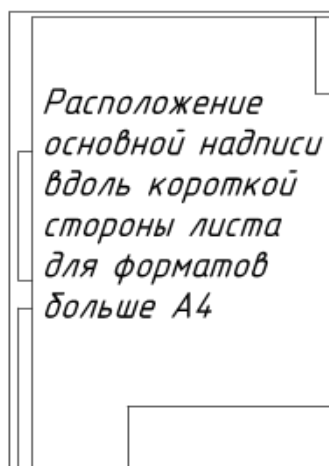 Расположение
основной надписи
вдоль короткой
стороны листа
для форматов
больше А4